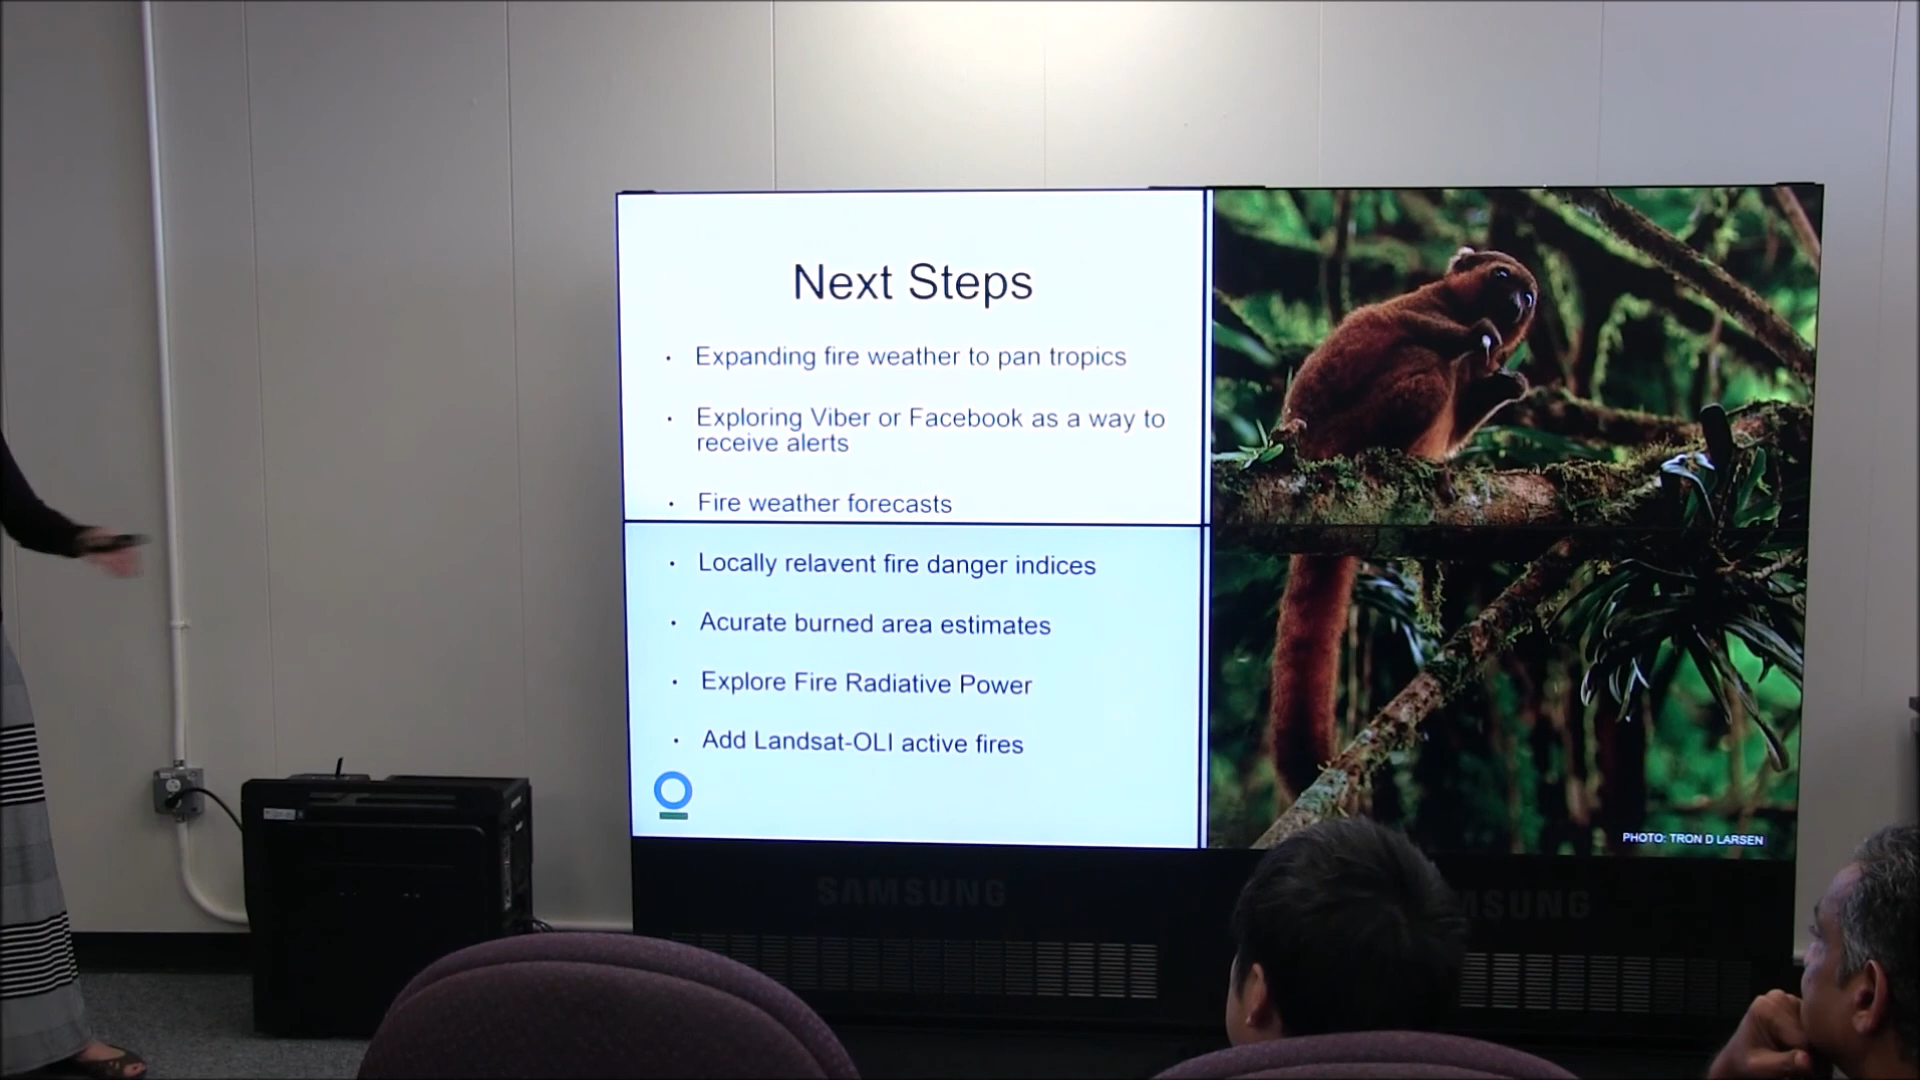 Next Steps
· Expanding fire weather to pan tropics
· Exploring Viber or Facebook as a way to
receive alerts
· Fire weather forecasts
· Locally relavent fire danger indices
· Acurate burned area estimates
· Explore Fire Radiative Power
· Add Landsat-OLI active fires
PHOTO: TROND LARSEN
SAMSUNG
SAMSUNG